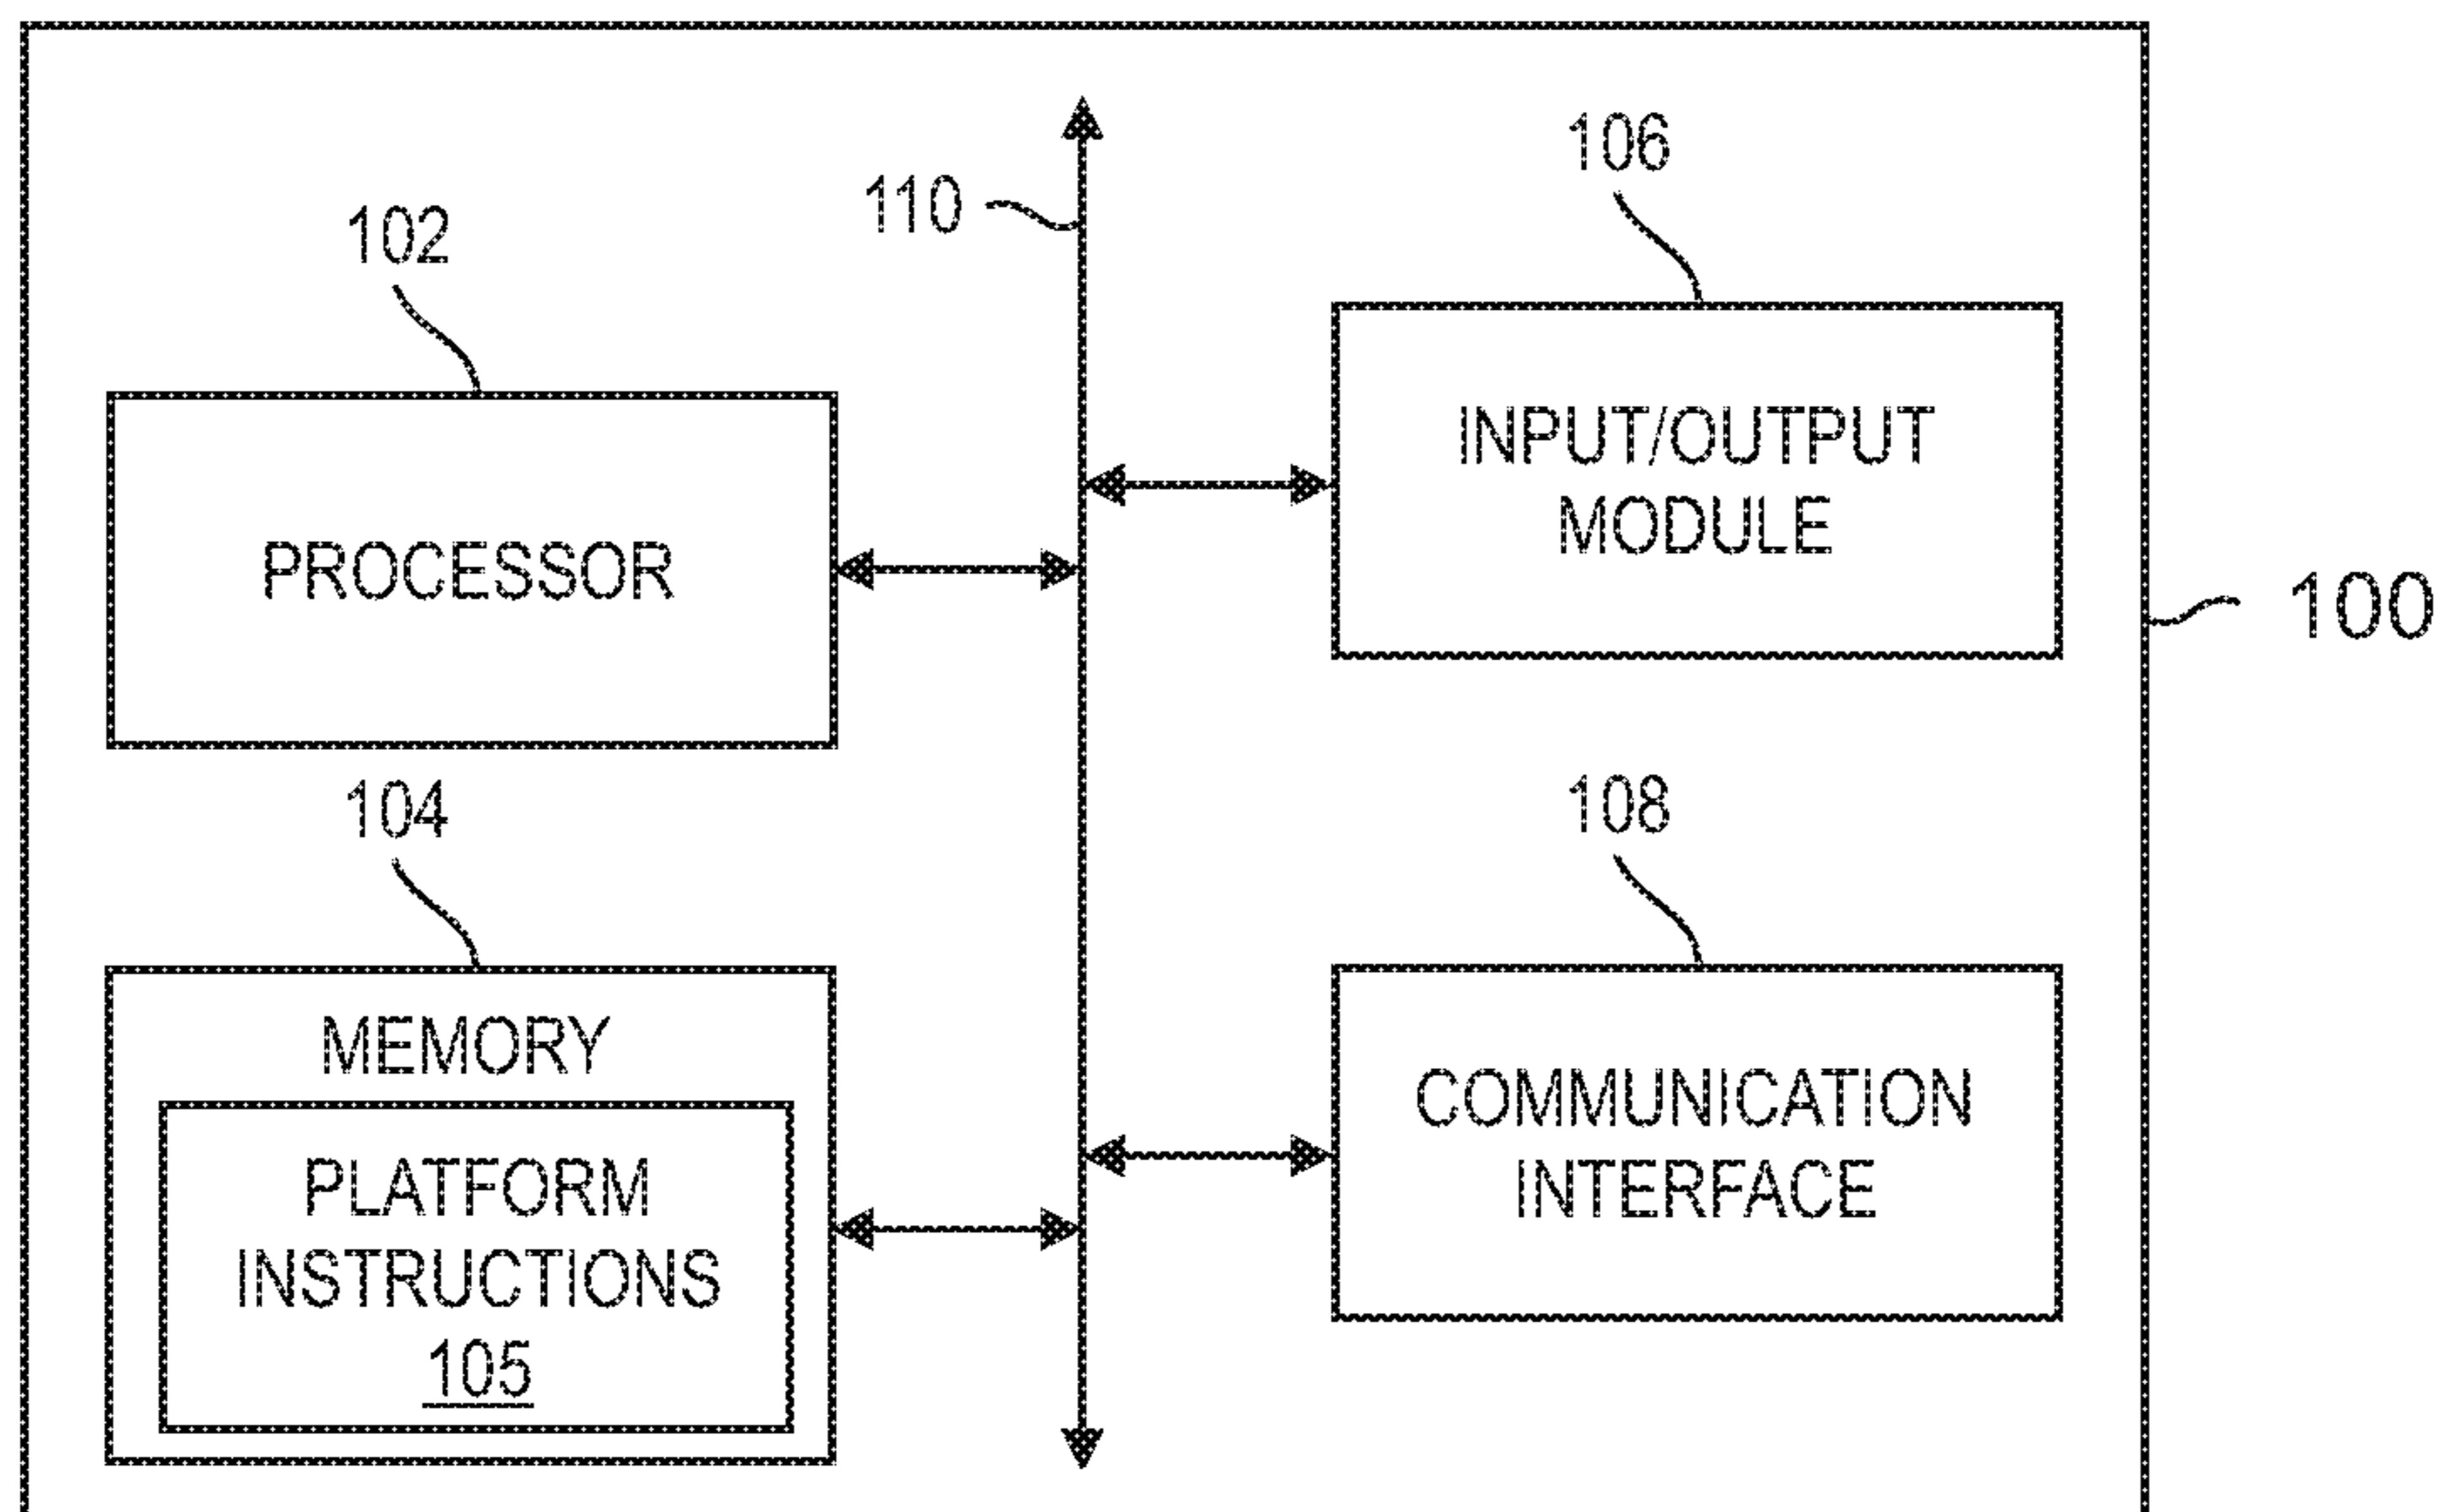 110
106
102
INPUT/OUTPUT
MODULE
PROCESSOR
100
104
108
MEMORY
PLATFORM
INSTRUCTIONS
105
COMMUNICATION
INTERFACE